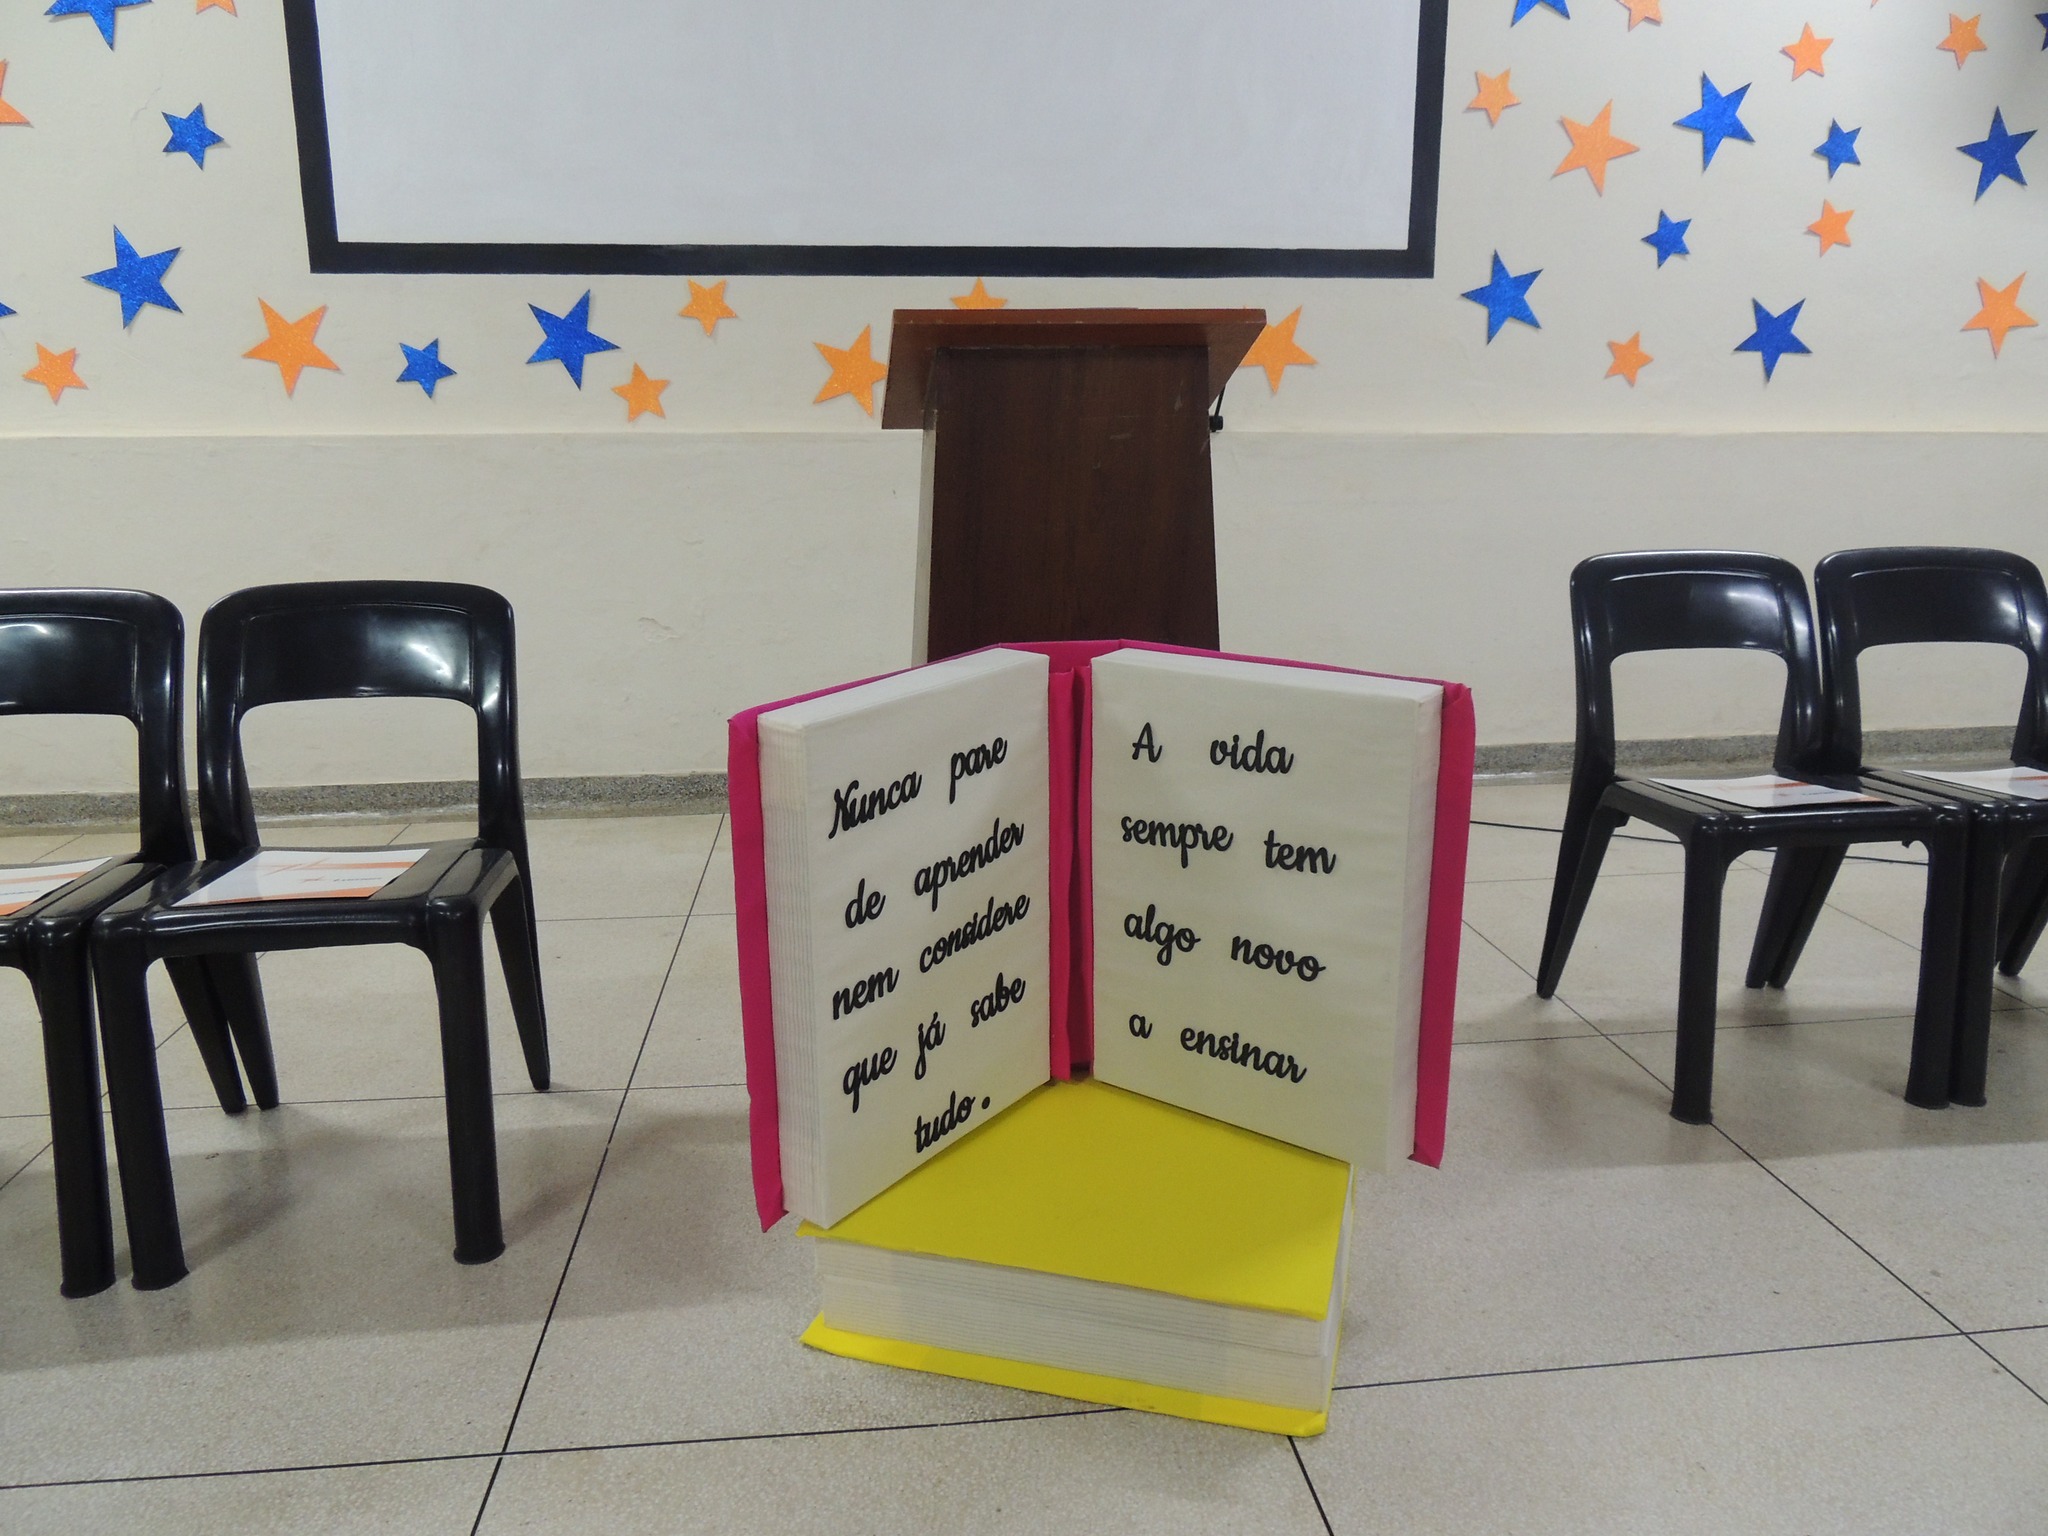 Nunca pare
de aprender
nem considere
que já sabe
tudo.
A vida
sempre tem
algo novo
a ensinar